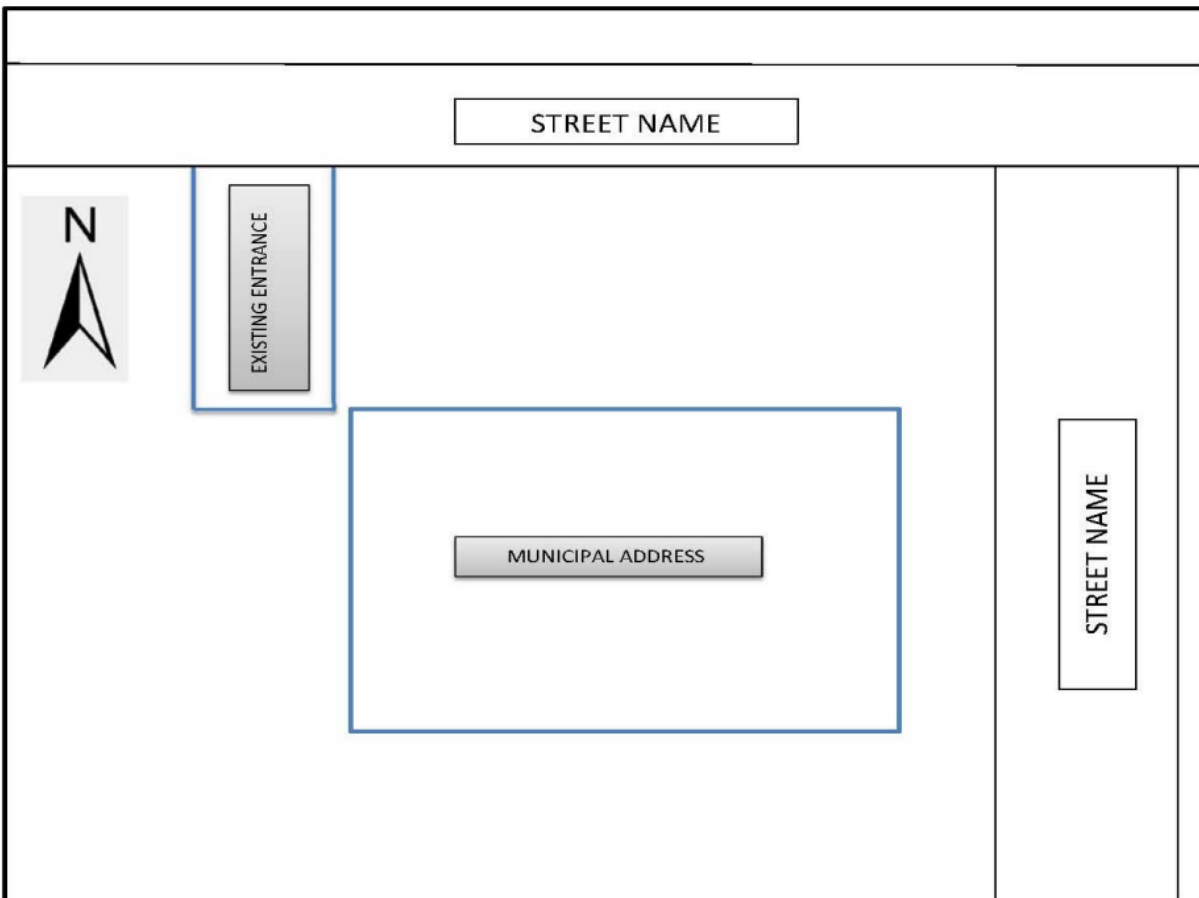 STREET NAME
N
EXISTING ENTRANCE
MUNICIPAL ADDRESS
STREET NAME